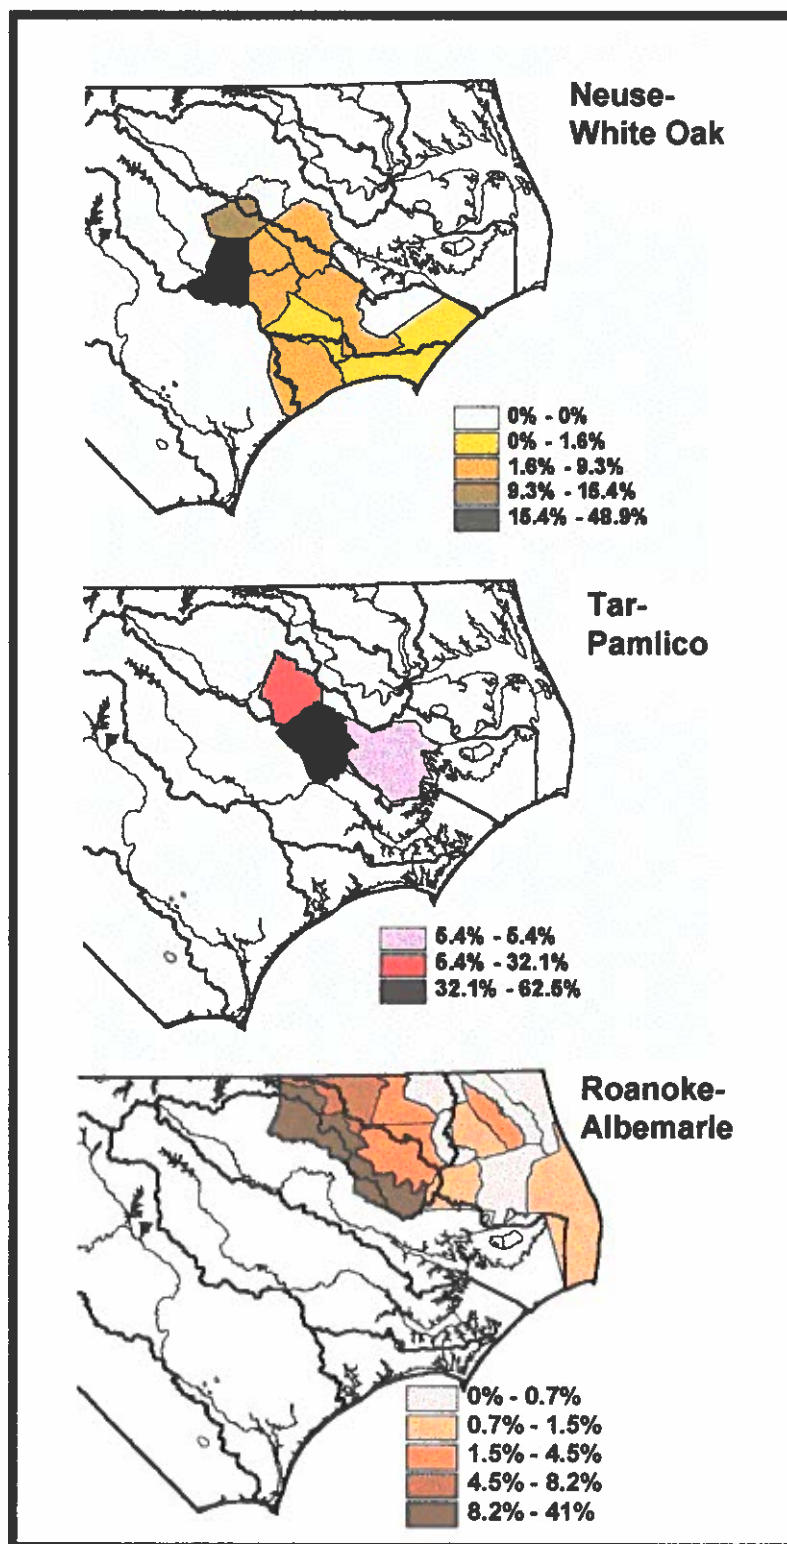 Neuse-
White Oak
0% - 0%
0% - 1.6%
1.6% - 9.3%
9.3% - 15.4%
15.4% - 48.9%
Tar-
Pamlico
5.4% - 5.4%
5.4% - 32.1%
32.1% - 62.5%
Roanoke-
Albemarle
0% - 0.7%
0.7% - 1.5%
1.5% - 4.5%
4.5% - 8.2%
8.2% - 41%